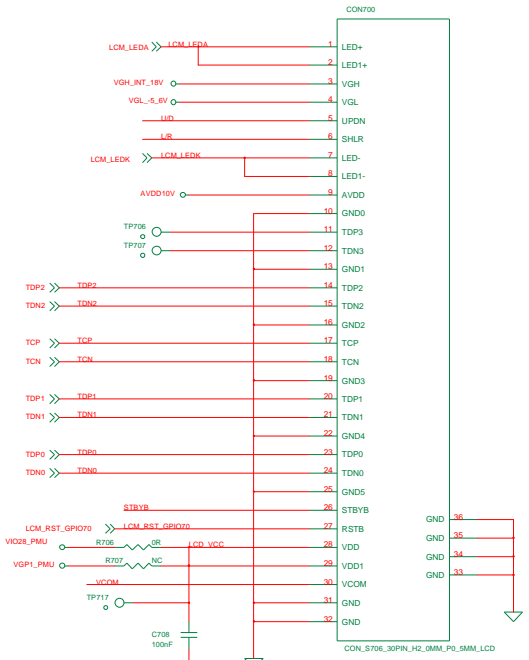 CON700
LCM_LEDA LCM_LEDA 1 LED+
2 LED1+
VGH_INT_18V 3 VGH
VGL_-5_6V 4 VGL
U/D 5 UPDN
L/R 6 SHLR
LCM_LEDK LCM_LEDK 7 LED-
8 LED1-
AVDD10V 9 AVDD
10 GND0
TP706 11 TDP3
TP707 12 TDN3
13 GND1
TDP2 TDP2 14 TDP2
TDN2 TDN2 15 TDN2
16 GND2
TCP TCP 17 TCP
TCN TCN 18 TCN
19 GND3
TDP1 TDP1 20 TDP1
TDN1 TDN1 21 TDN1
22 GND4
TDP0 TDP0 23 TDP0
TDN0 TDN0 24 TDN0
25 GND5
STBYB 26 STBYB
LCM_RST_GPIO70 LCM_RST_GPIO70 27 RSTB
VIO28_PMU R706 0R LCD_VCC 28 VDD
VGP1_PMU R707 NC 29 VDD1
VCOM 30 VCOM
TP717 31 GND
32 GND
GND 36
GND 35
GND 34
GND 33
C708
100nF
CON_S706_30PIN_H2_0MM_P0_5MM_LCD